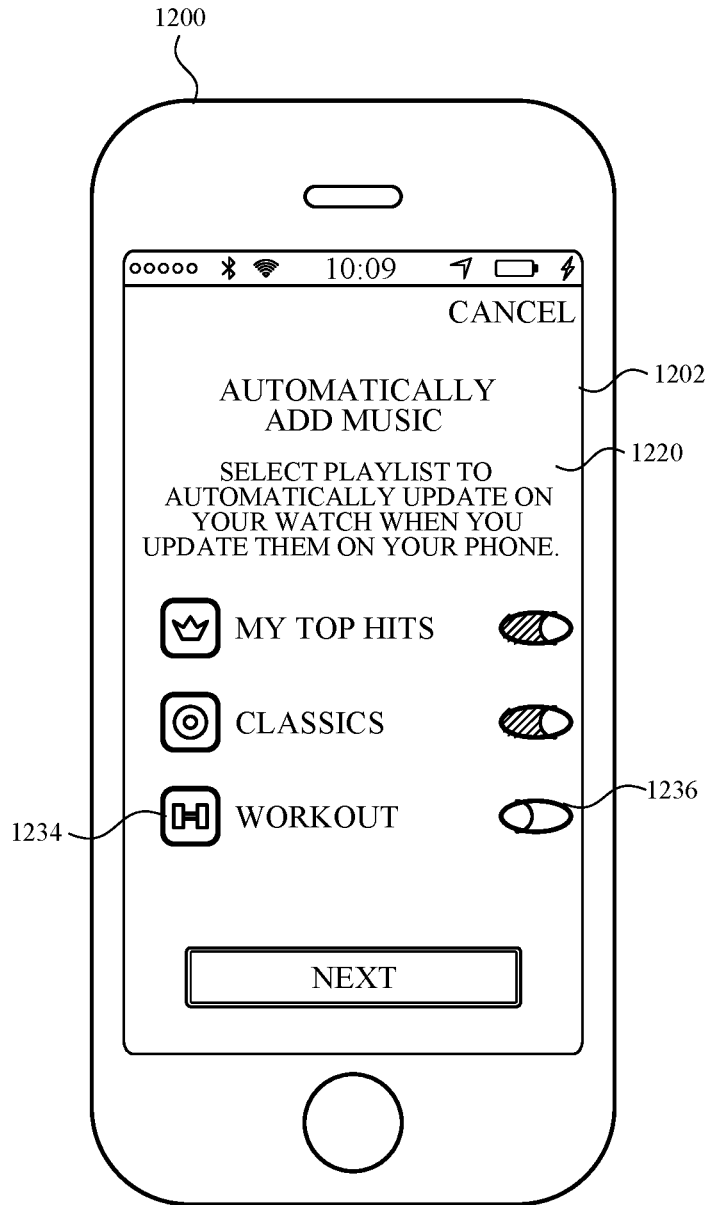 1200
10:09
CANCEL
1202
AUTOMATICALLY
ADD MUSIC
1220
SELECT PLAYLIST TO
AUTOMATICALLY UPDATE ON
YOUR WATCH WHEN YOU
UPDATE THEM ON YOUR PHONE.
MY TOP HITS
CLASSICS
1236
1234
WORKOUT
NEXT